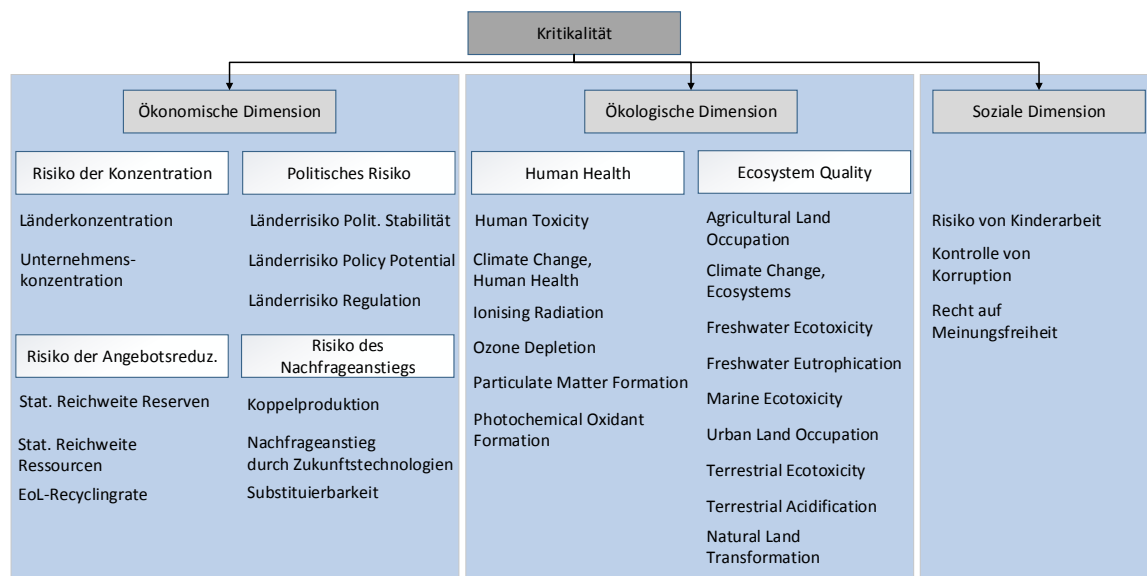 Kritikalität
Ökonomische Dimension
Risiko der Konzentration
Länderkonzentration
Unternehmens-
konzentration
Politisches Risiko
Länderrisiko Polit. Stabilität
Länderrisiko Policy Potential
Länderrisiko Regulation
Risiko der Angebotsreduz.
Stat. Reichweite Reserven
Stat. Reichweite
Ressourcen
EoL-Recyclingrate
Risiko des
Nachfrageanstiegs
Koppelproduktion
Nachfrageanstieg
durch Zukunftstechnologien
Substituierbarkeit
Ökologische Dimension
Human Health
Human Toxicity
Climate Change,
Human Health
Ionising Radiation
Ozone Depletion
Particulate Matter Formation
Photochemical Oxidant
Formation
Ecosystem Quality
Agricultural Land
Occupation
Climate Change,
Ecosystems
Freshwater Ecotoxicity
Freshwater Eutrophication
Marine Ecotoxicity
Urban Land Occupation
Terrestrial Ecotoxicity
Terrestrial Acidification
Natural Land
Transformation
Soziale Dimension
Risiko von Kinderarbeit
Kontrolle von
Korruption
Recht auf
Meinungsfreiheit